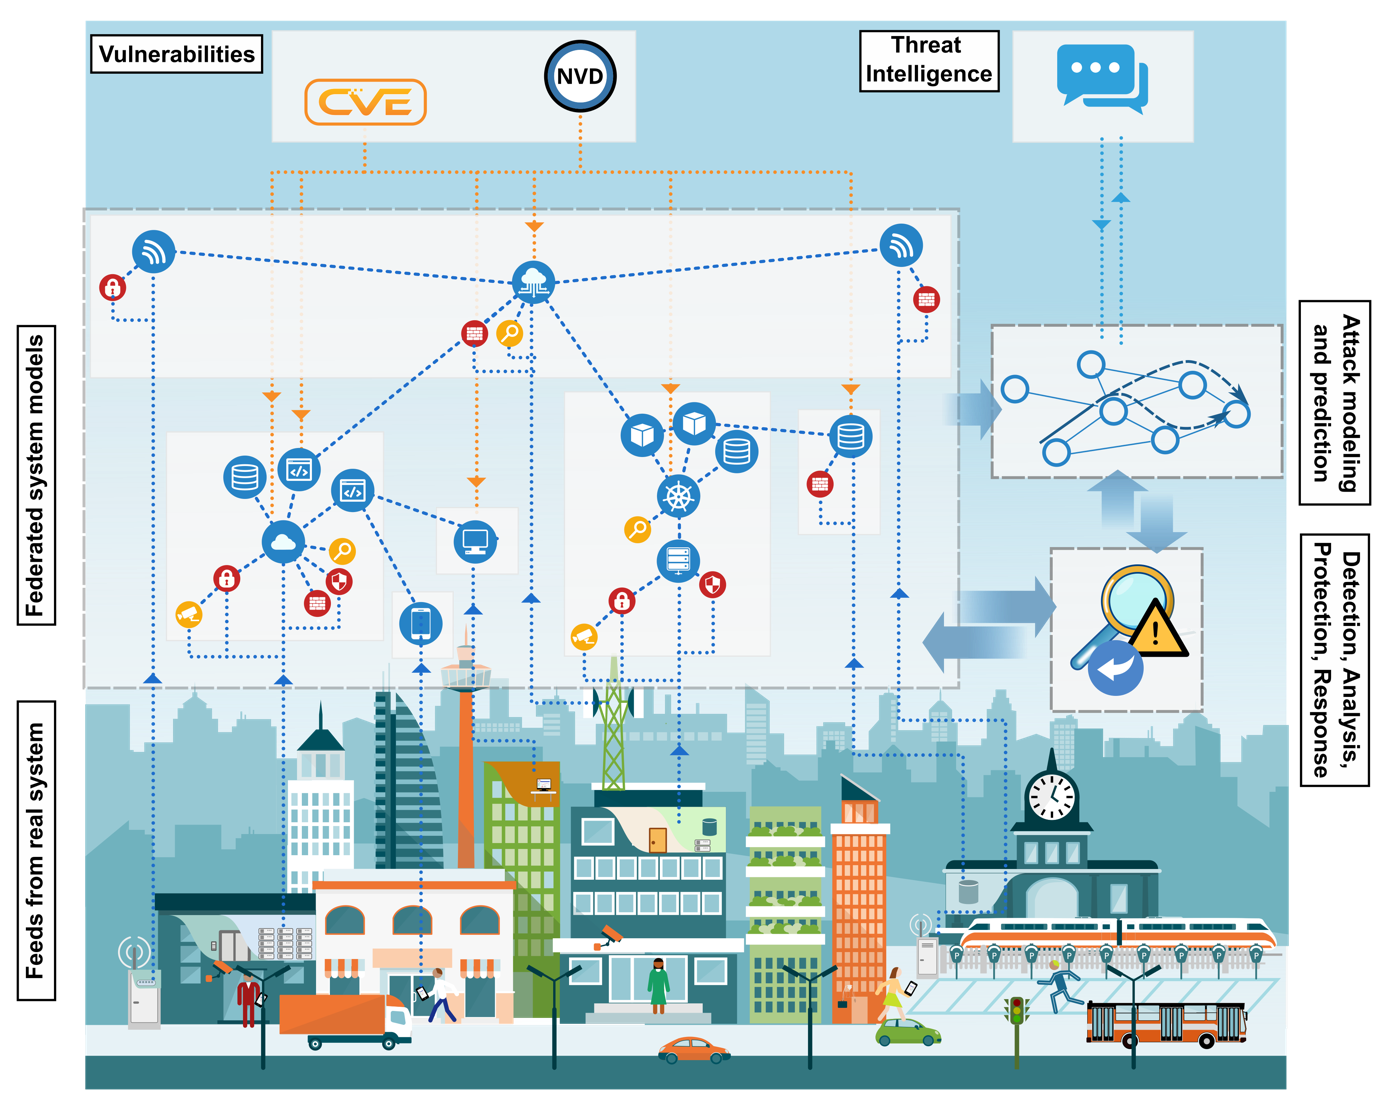 Vulnerabilities
CVE
NVD
Threat
Intelligence
Federated system models
Attack modeling
and prediction
Detection, Analysis,
Protection, Response
Feeds from real system
P P P P P P P P P